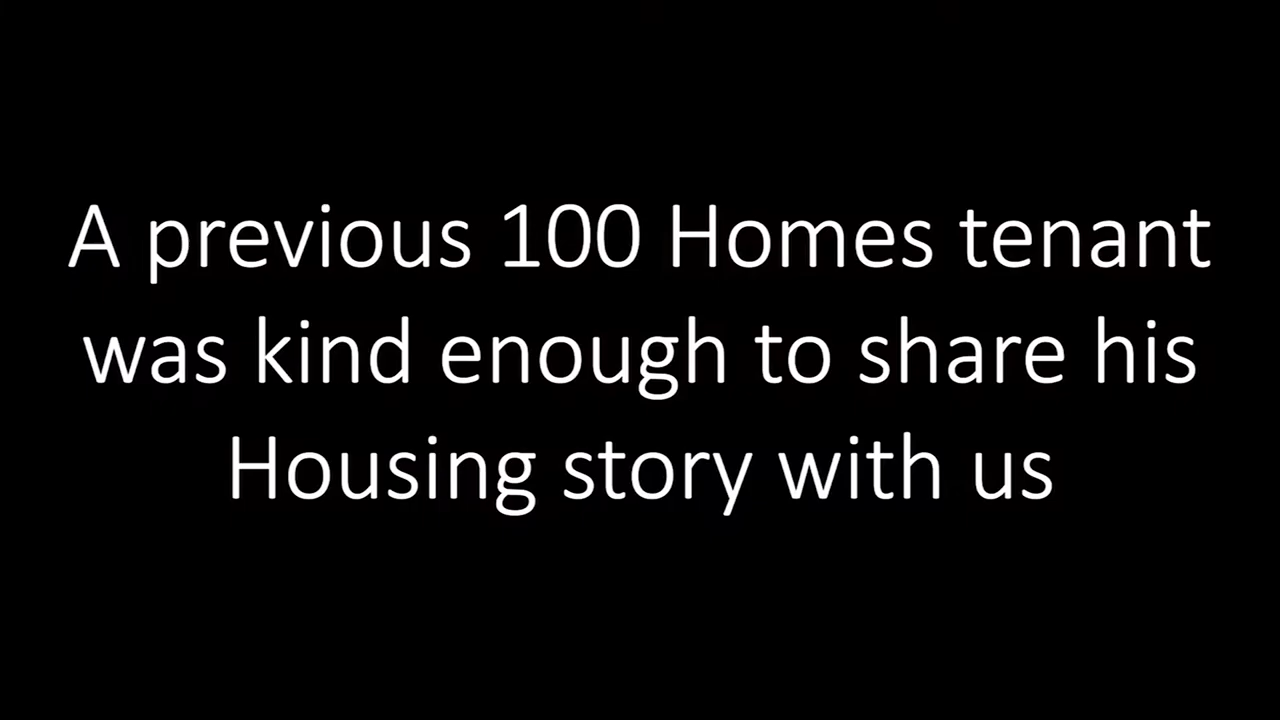 A previous 100 Homes tenant
was kind enough to share his
Housing story with us